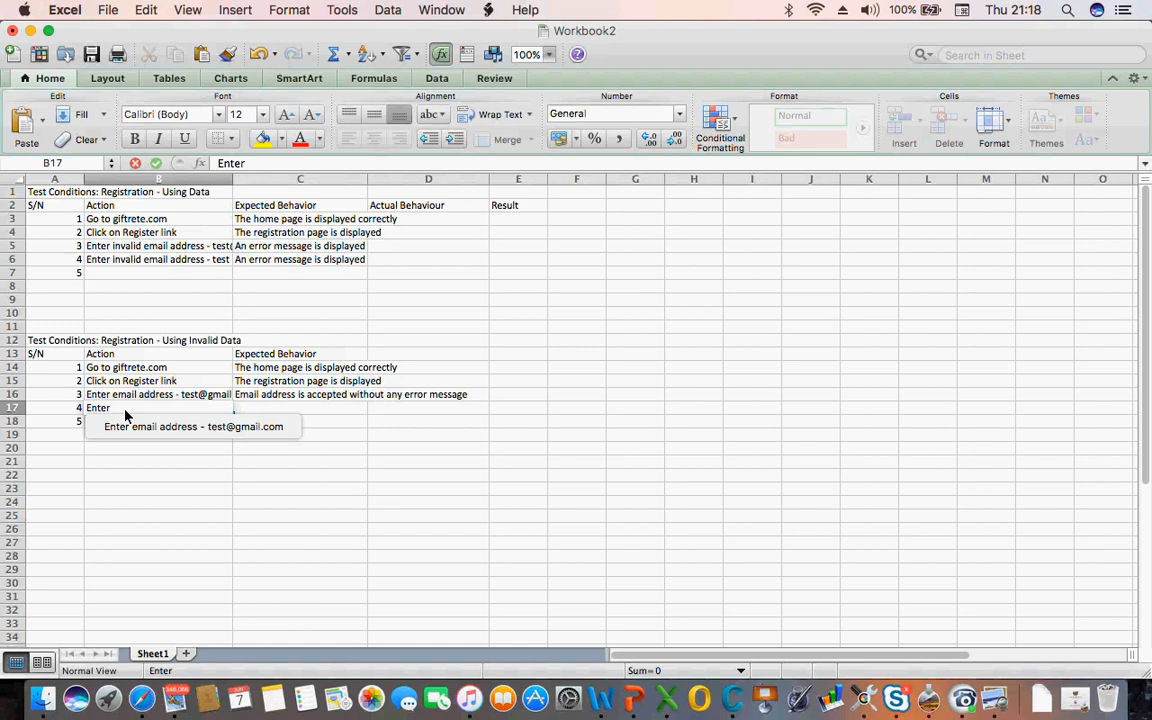 Excel File Edit View Insert Format Tools Data Window Help 100% Thu 21:18
Workbook2
100% Search in Sheet
Home Layout Tables Charts SmartArt Formulas Data Review
Edit Font Alignment Number Format Cells Themes
Fill Calibri (Body) 12 A A abc Wrap Text General Normal
Paste Clear B I U A Merge % Conditional Formatting Bad Insert Delete Format Themes Aa
B17 fx Enter
A B C D E F G H I J K L M N O
1 Test Conditions: Registration - Using Data
2 S/N Action Expected Behavior Actual Behaviour Result
3 1 Go to giftrete.com The home page is displayed correctly
4 2 Click on Register link The registration page is displayed
5 3 Enter invalid email address - test An error message is displayed
6 4 Enter invalid email address - test An error message is displayed
7 5
8
9
10
11
12 Test Conditions: Registration - Using Invalid Data
13 S/N Action Expected Behavior
14 1 Go to giftrete.com The home page is displayed correctly
15 2 Click on Register link The registration page is displayed
16 3 Enter email address - test@gmail Email address is accepted without any error message
17 4 Enter
18 5 Enter email address - test@gmail.com
19
20
21
22
23
24
25
26
27
28
29
30
31
32
33
34
Sheet1
Normal View Enter Sum=0